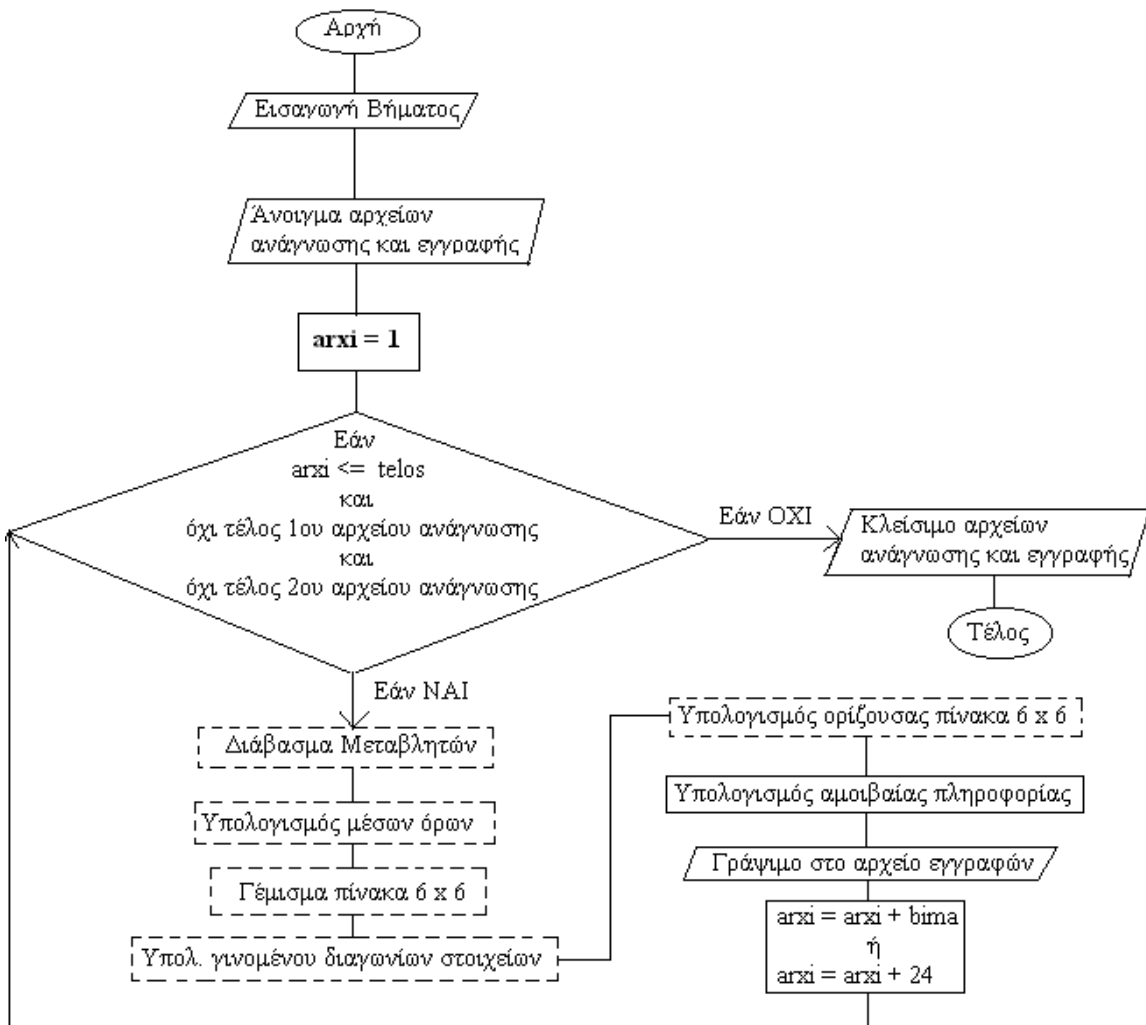 Αρχή
Εισαγωγή Βήματος
Άνοιγμα αρχείων
ανάγνωσης και εγγραφής
arxi = 1
Εάν
arxi <= telos
και
όχι τέλος 1ου αρχείου ανάγνωσης
και
όχι τέλος 2ου αρχείου ανάγνωσης
Εάν ΟΧΙ
Κλείσιμο αρχείων
ανάγνωσης και εγγραφής
Τέλος
Εάν ΝΑΙ
Διάβασμα Μεταβλητών
Υπολογισμός μέσων όρων
Γέμισμα πίνακα 6 x 6
Υπολ. γινομένου διαγωνίων στοιχείων
Υπολογισμός ορίζουσας πίνακα 6 x 6
Υπολογισμός αμοιβαίας πληροφορίας
Γράψιμο στο αρχείο εγγραφών
arxi = arxi + bima
ή
arxi = arxi + 24